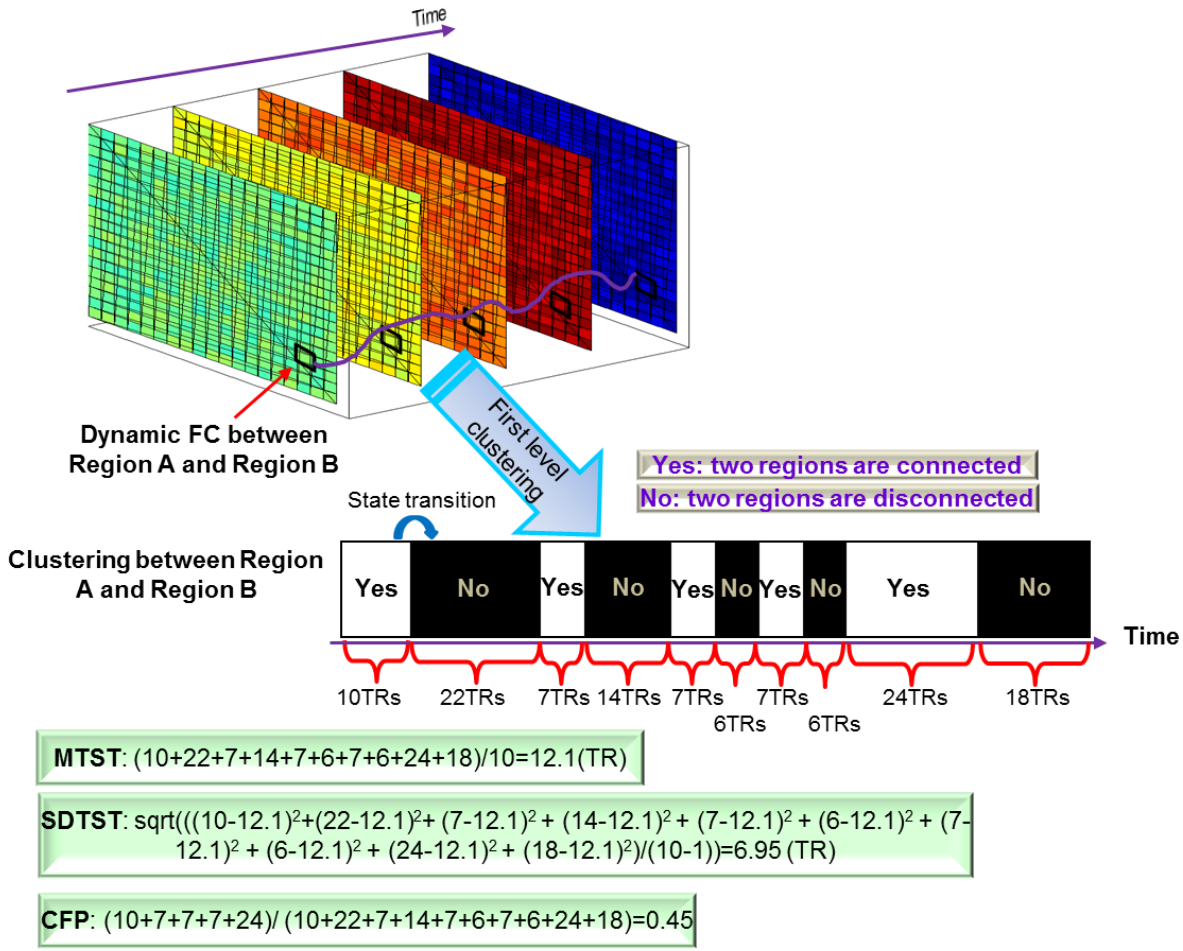 Time
Dynamic FC between
Region A and Region B
First level
clustering
Yes: two regions are connected
No: two regions are disconnected
State transition
Clustering between Region
A and Region B
Yes No Yes No Yes No Yes No Yes No
Time
10TRs 22TRs 7TRs 14TRs 7TRs 6TRs 7TRs 6TRs 24TRs 18TRs
MTST: (10+22+7+14+7+6+7+6+24+18)/10=12.1(TR)
SDTST: sqrt(((10-12.1)²+(22-12.1)²+ (7-12.1)² + (14-12.1)² + (7-12.1)² + (6-12.1)² + (7-
12.1)² + (6-12.1)² + (24-12.1)² + (18-12.1)²)/(10-1))=6.95 (TR)
CFP: (10+7+7+7+24)/ (10+22+7+14+7+6+7+6+24+18)=0.45